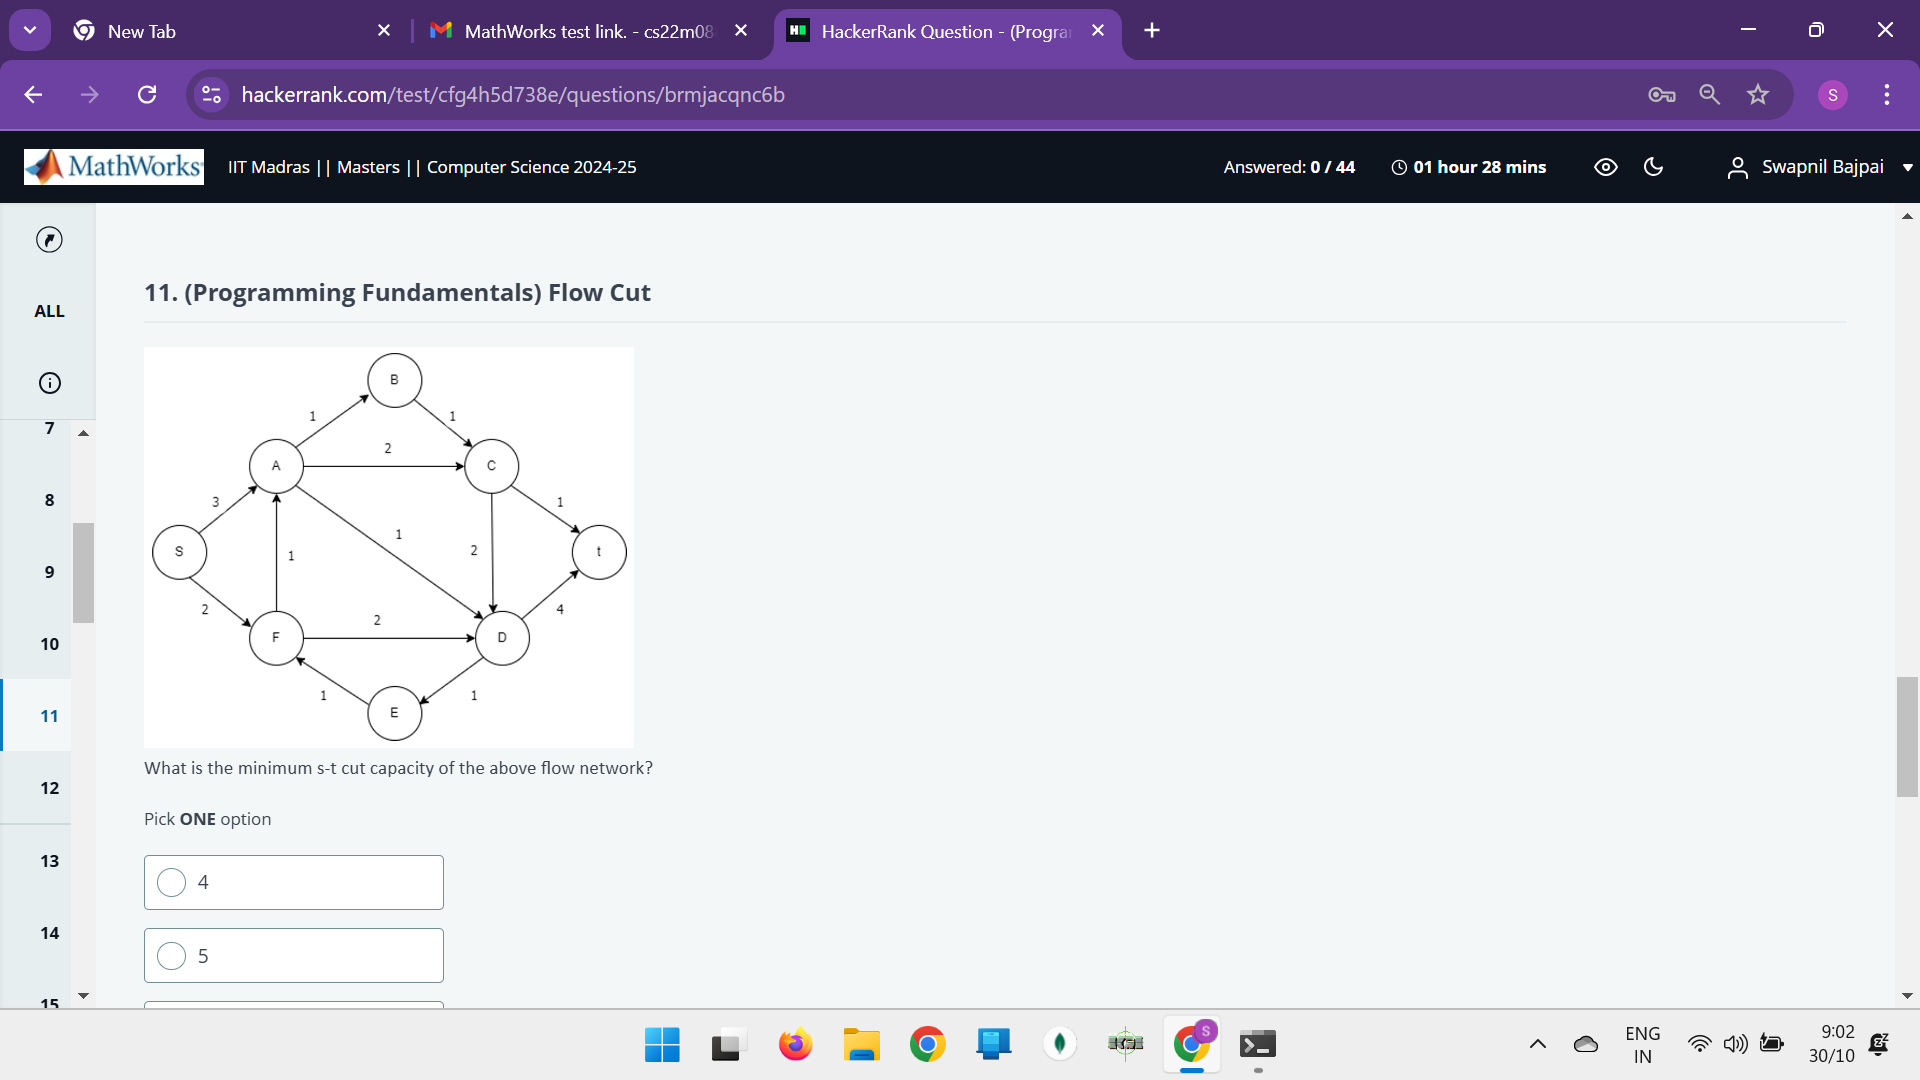 New Tab
MathWorks test link. - cs22m08
HackerRank Question - (Progra
hackerrank.com/test/cfg4h5d738e/questions/brmjacqnc6b
S
MathWorks
IIT Madras || Masters || Computer Science 2024-25
Answered: 0 / 44
01 hour 28 mins
Swapnil Bajpai
ALL
7
8
9
10
11
12
13
14
15
11. (Programming Fundamentals) Flow Cut
B
1
1
2
A
C
3
1
1
S
1
2
t
2
2
4
F
D
1
1
E
What is the minimum s-t cut capacity of the above flow network?
Pick ONE option
4
5
S
ENG
IN
9:02
30/10